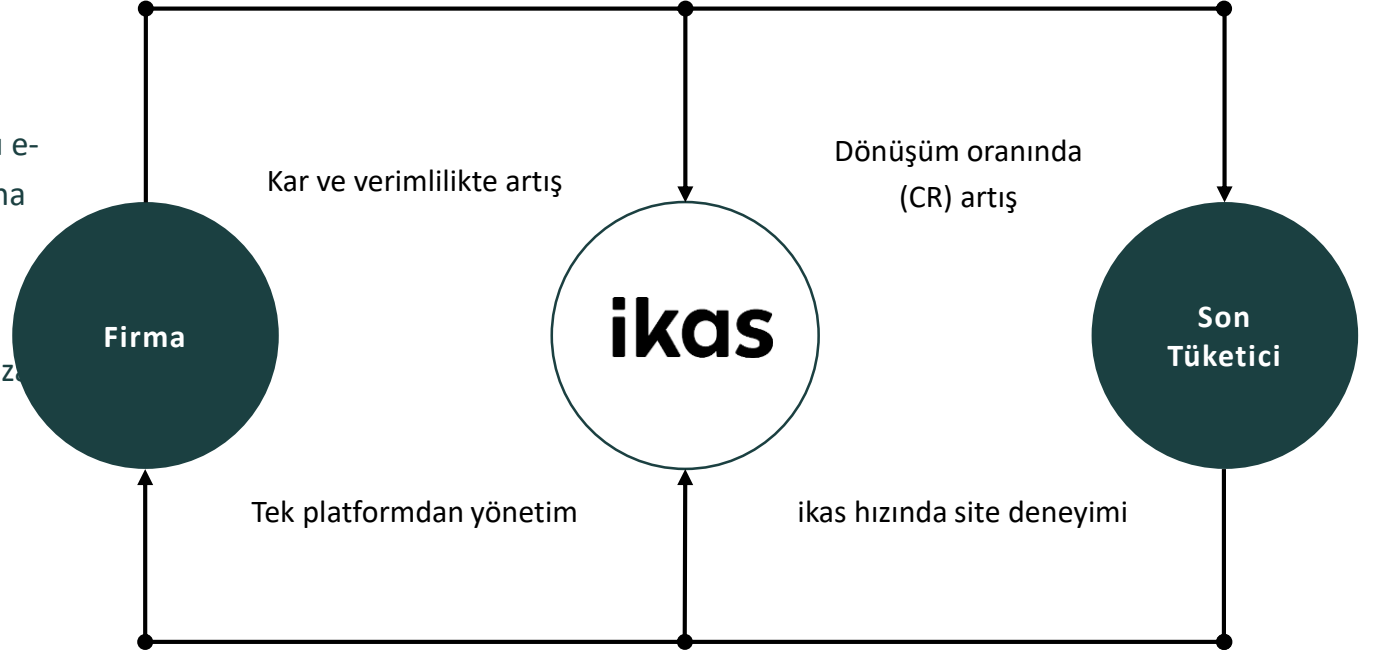 e-
Kar ve verimlilikte artış
Dönüşüm oranında
(CR) artış
Firma
ikas
Son
Tüketici
Tek platformdan yönetim
ikas hızında site deneyimi